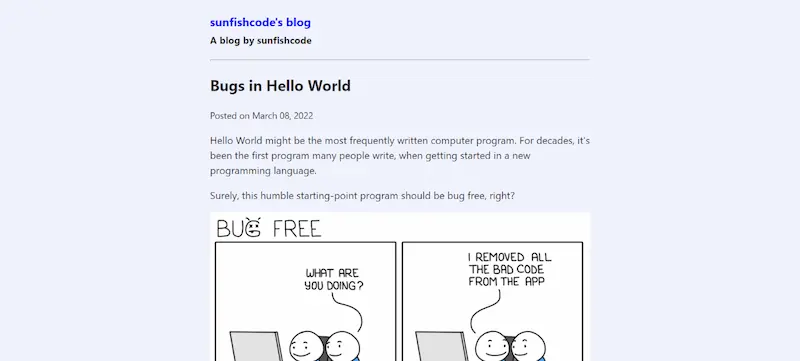 sunfishcode's blog
A blog by sunfishcode
Bugs in Hello World
Posted on March 08, 2022
Hello World might be the most frequently written computer program. For decades, it's
been the first program many people write, when getting started in a new
programming language.
Surely, this humble starting-point program should be bug free, right?
BUG FREE
WHAT ARE
YOU DOING?
I REMOVED ALL
THE BAD CODE
FROM THE APP